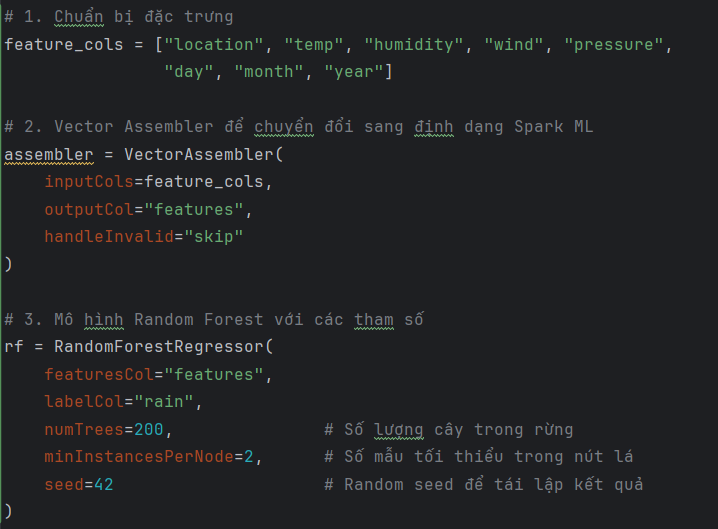 # 1. Chuẩn bị đặc trưng
feature_cols = ["location", "temp", "humidity", "wind", "pressure",
                "day", "month", "year"]
# 2. Vector Assembler để chuyển đổi sang định dạng Spark ML
assembler = VectorAssembler(
    inputCols=feature_cols,
    outputCol="features",
    handleInvalid="skip"
)
# 3. Mô hình Random Forest với các tham số
rf = RandomForestRegressor(
    featuresCol="features",
    labelCol="rain",
    numTrees=200,               # Số lượng cây trong rừng
    minInstancesPerNode=2,      # Số mẫu tối thiểu trong nút lá
    seed=42                     # Random seed để tái lập kết quả
)